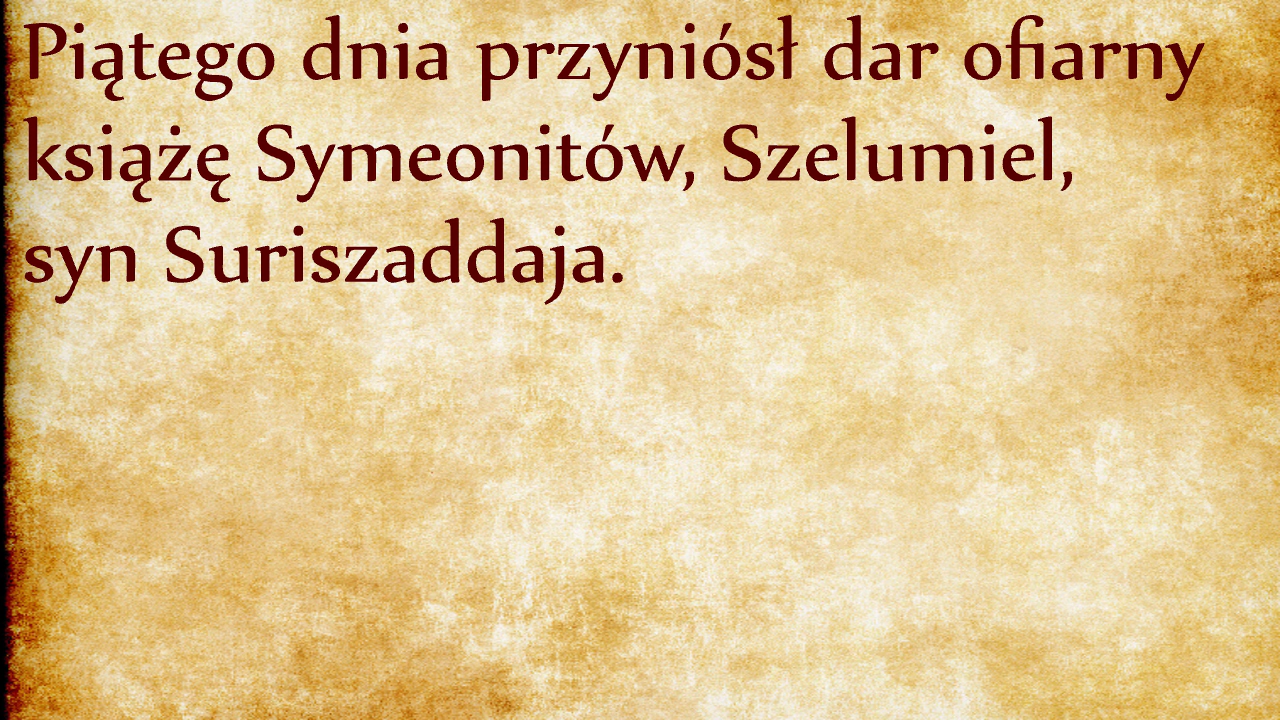 Piątego dnia przyniósł dar ofiarny
książę Symeonitów, Szelumiel,
syn Suriszaddaja.